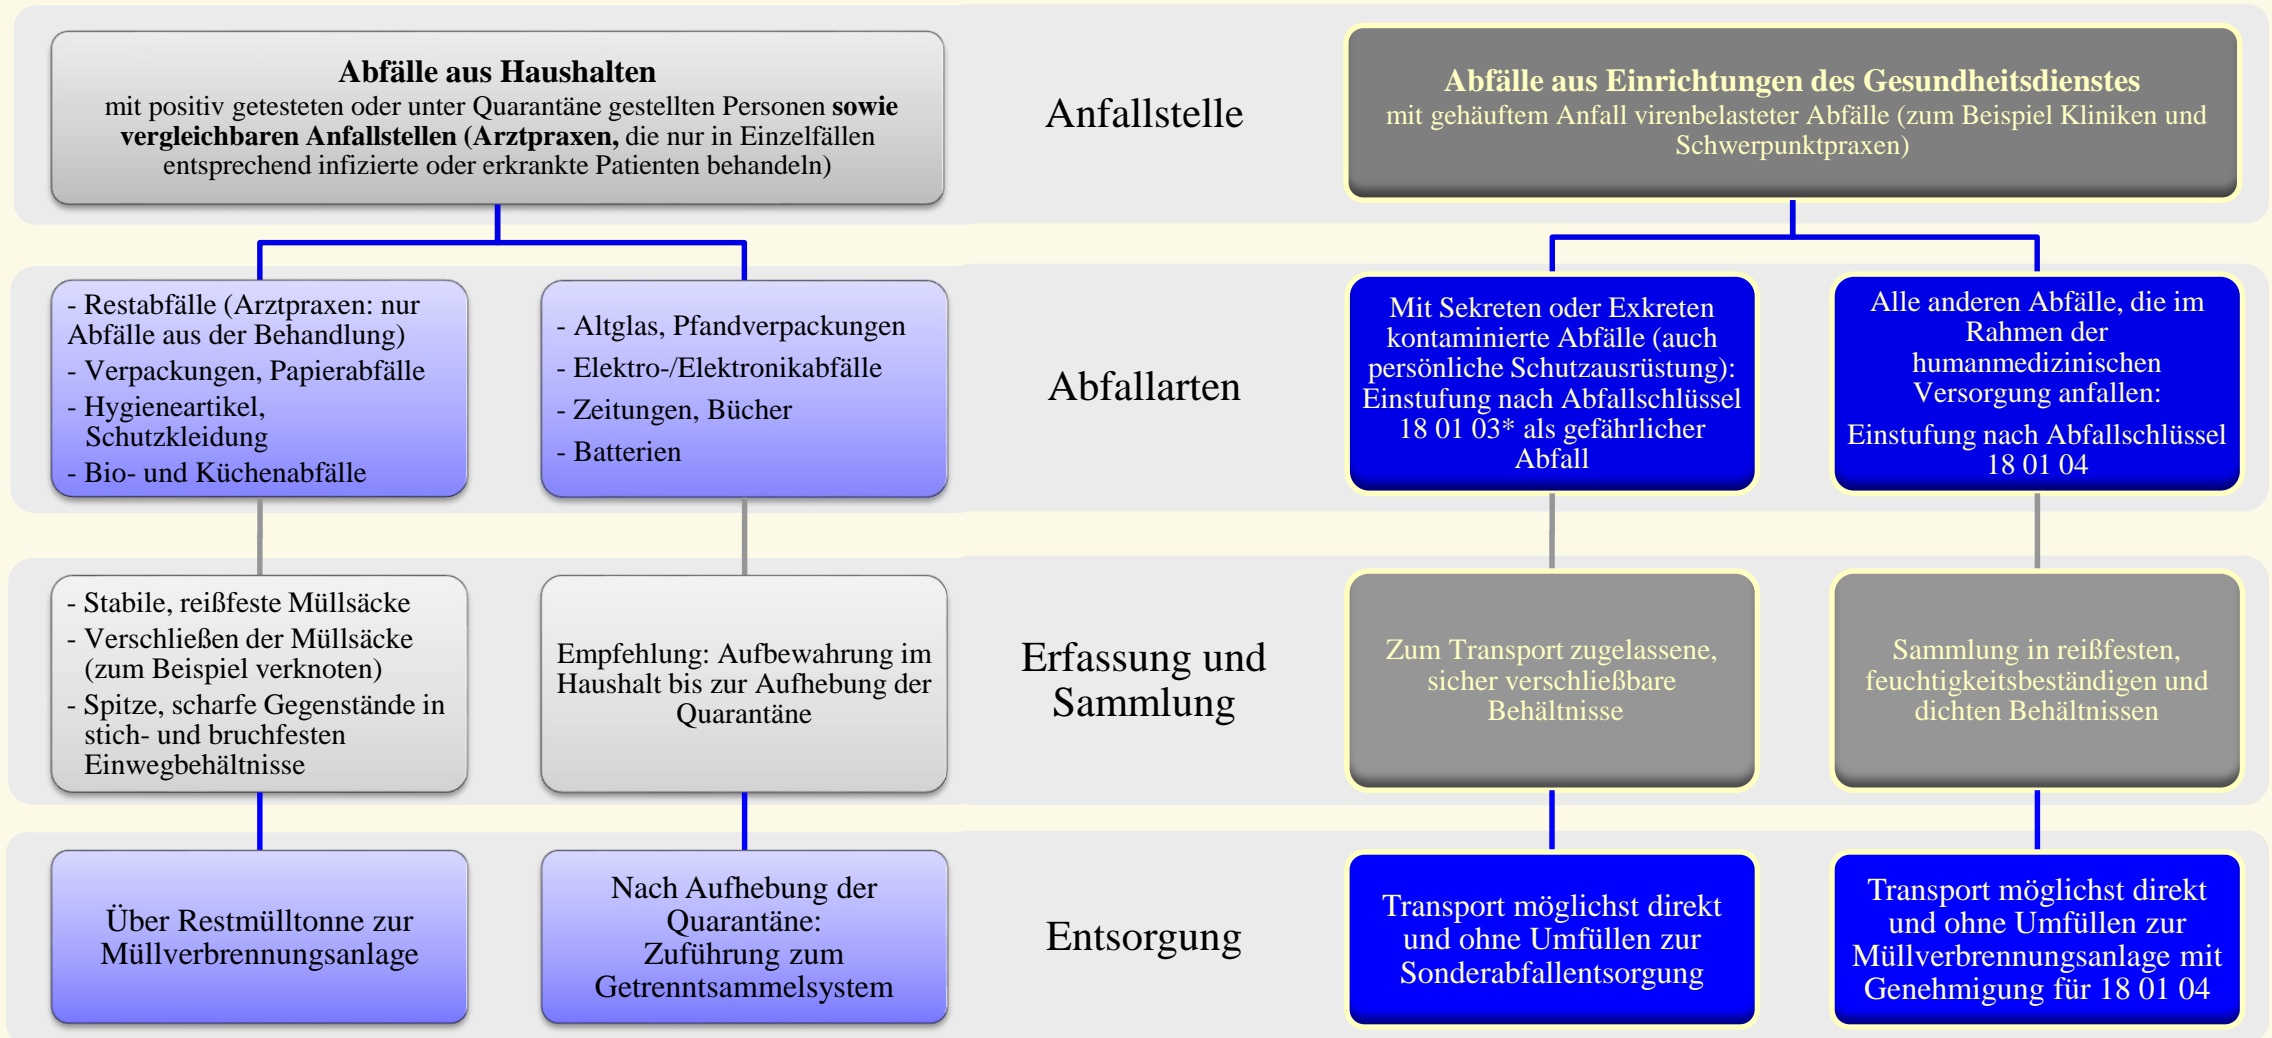 Abfälle aus Haushalten
mit positiv getesteten oder unter Quarantäne gestellten Personen sowie
vergleichbaren Anfallstellen (Arztpraxen, die nur in Einzelfällen
entsprechend infizierte oder erkrankte Patienten behandeln)
Anfallstelle
Abfälle aus Einrichtungen des Gesundheitsdienstes
mit gehäuftem Anfall virenbelasteter Abfälle (zum Beispiel Kliniken und
Schwerpunktpraxen)
- Restabfälle (Arztpraxen: nur
Abfälle aus der Behandlung)
- Verpackungen, Papierabfälle
- Hygieneartikel,
Schutzkleidung
- Bio- und Küchenabfälle
- Altglas, Pfandverpackungen
- Elektro-/Elektronikabfälle
- Zeitungen, Bücher
- Batterien
Abfallarten
Mit Sekreten oder Exkreten
kontaminierte Abfälle (auch
persönliche Schutzausrüstung):
Einstufung nach Abfallschlüssel
18 01 03* als gefährlicher
Abfall
Alle anderen Abfälle, die im
Rahmen der
humanmedizinischen
Versorgung anfallen:
Einstufung nach Abfallschlüssel
18 01 04
- Stabile, reißfeste Müllsäcke
- Verschließen der Müllsäcke
(zum Beispiel verknoten)
- Spitze, scharfe Gegenstände in
stich- und bruchfesten
Einwegbehältnisse
Empfehlung: Aufbewahrung im
Haushalt bis zur Aufhebung der
Quarantäne
Erfassung und
Sammlung
Zum Transport zugelassene,
sicher verschließbare
Behältnisse
Sammlung in reißfesten,
feuchtigkeitsbeständigen und
dichten Behältnissen
Über Restmülltonne zur
Müllverbrennungsanlage
Nach Aufhebung der
Quarantäne:
Zuführung zum
Getrenntsammelsystem
Entsorgung
Transport möglichst direkt
und ohne Umfüllen zur
Sonderabfallentsorgung
Transport möglichst direkt
und ohne Umfüllen zur
Müllverbrennungsanlage mit
Genehmigung für 18 01 04